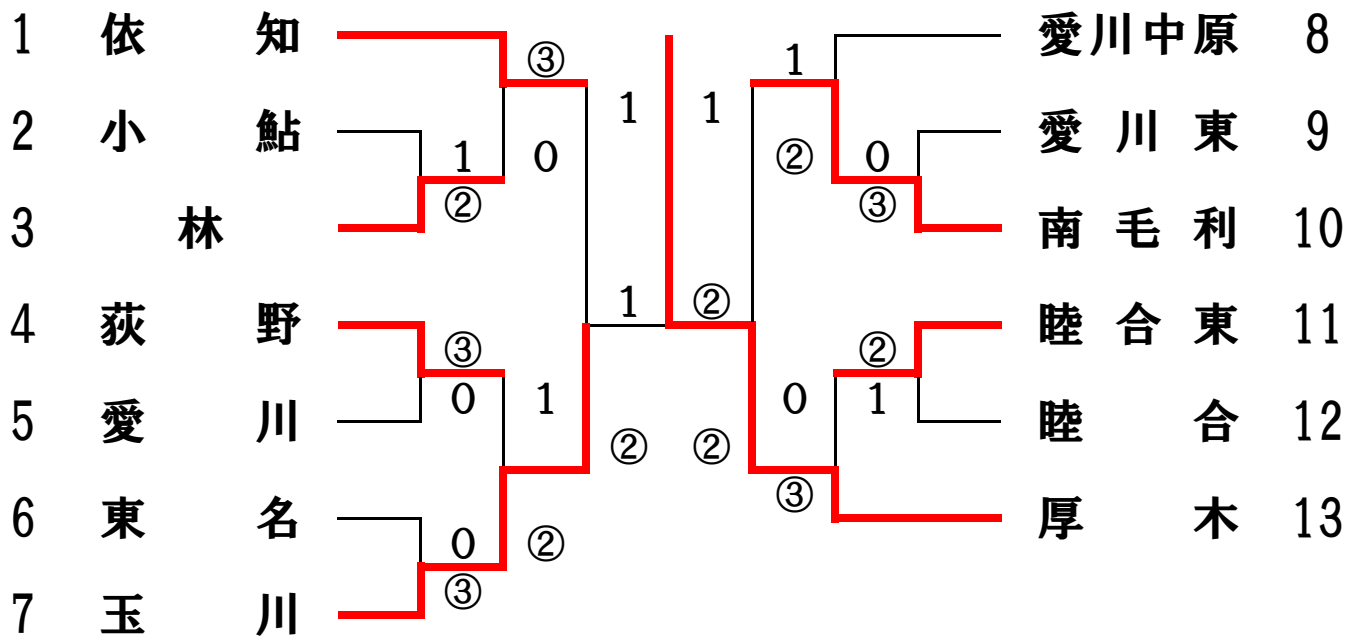 1 依 知
2 小 鮎
3 林
4 荻 野
5 愛 川
6 東 名
7 玉 川
③
1
0
②
1
③
0
1
0
③
②
②
1
1
②
②
1
②
0
③
0
③
②
1
愛川中原 8
愛川東 9
南毛利 10
睦合東 11
睦 合 12
厚 木 13